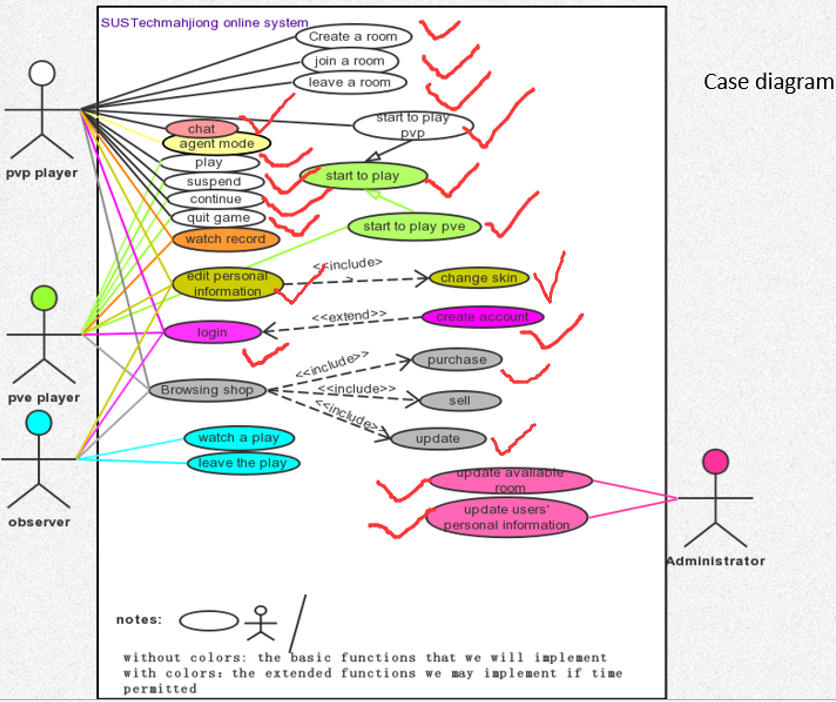 SUSTechmahjiong online system
Create a room
join a room
leave a room
Case diagram
start to play
pvp
chat
agent mode
play
suspend
continue
quit game
watch record
pvp player
start to play
start to play pve
edit personal
information
<<include>
>
change skin
login
<<extend>>
create account
pve player
Browsing shop
<<include>>
<<include>>
<<include>>
purchase
sell
update
observer
watch a play
leave the play
update available
room
update users'
personal information
Administrator
notes:
without colors: the basic functions that we will implement
with colors: the extended functions we may implement if time
permitted